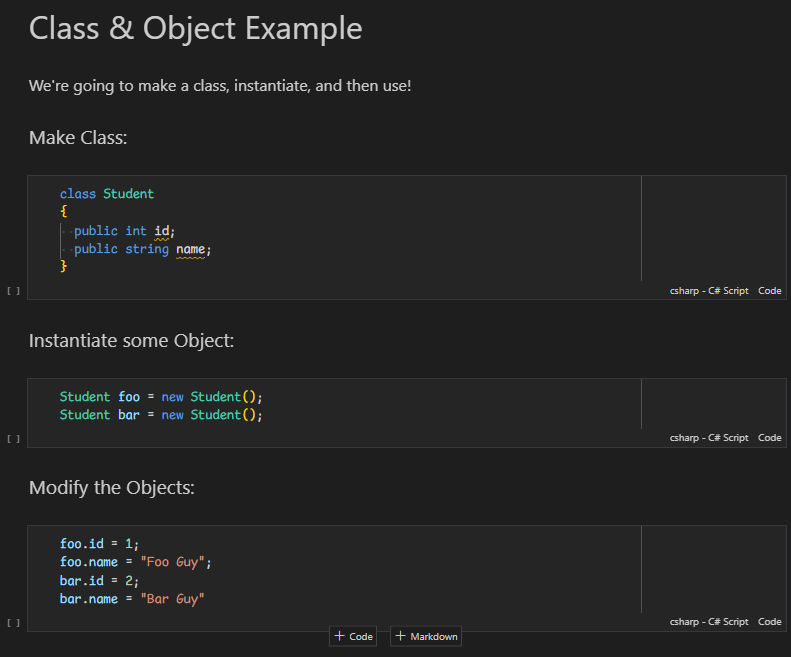 Class & Object Example
We're going to make a class, instantiate, and then use!
Make Class:
class Student
{
public int id;
public string name;
}
[ ]
csharp - C# Script Code
Instantiate some Object:
Student foo = new Student();
Student bar = new Student();
[ ]
csharp - C# Script Code
Modify the Objects:
foo.id = 1;
foo.name = "Foo Guy";
bar.id = 2;
bar.name = "Bar Guy"
[ ]
csharp - C# Script Code
+ Code + Markdown